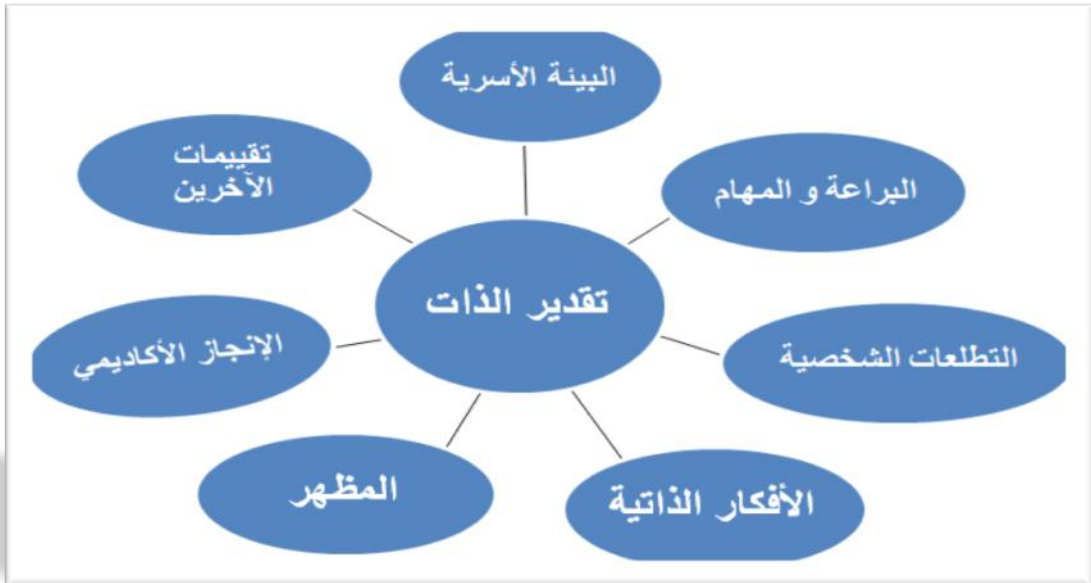 البيئة الأسرية
تقييمات
الآخرين
البراعة و المهام
تقدير الذات
الإنجاز الأكاديمي
التطلعات الشخصية
المظهر
الأفكار الذاتية